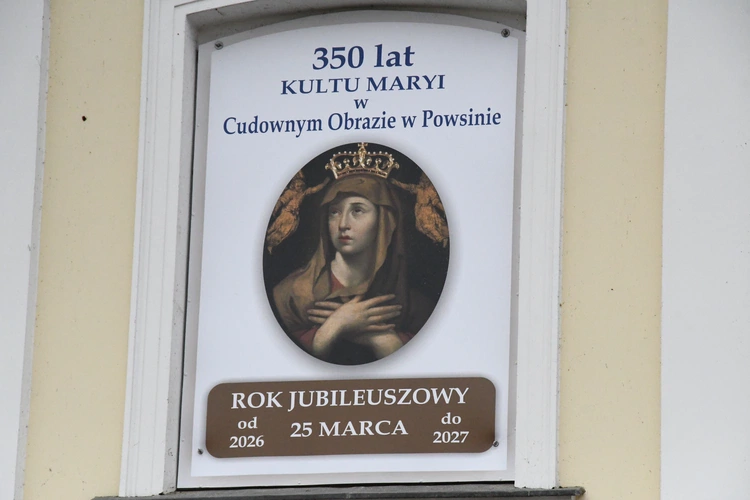 350 lat
KULTU MARYI
w
Cudownym Obrazie w Powsinie
ROK JUBILEUSZOWY
od 2026 25 MARCA do 2027